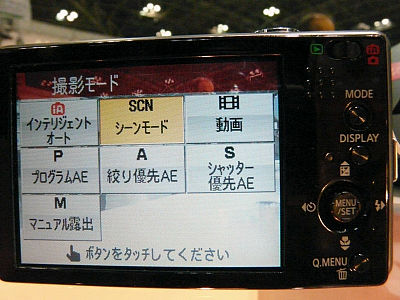 撮影モード
iA
インテリジェント
オート
SCN
シーンモード
動画
P
プログラムAE
A
絞り優先AE
S
シャッター
優先AE
M
マニュアル露出
ボタンをタッチしてください
iA
MODE
DISPLAY
MENU
/SET
Q.MENU